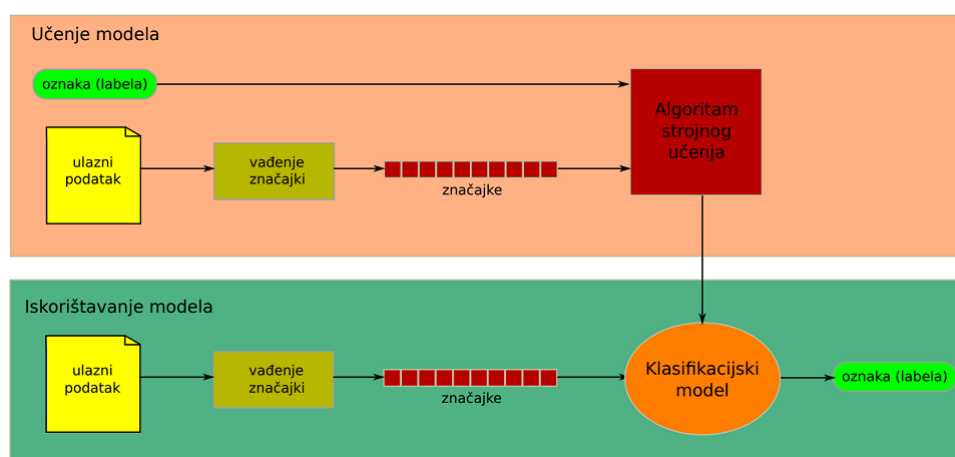 Učenje modela
oznaka (labela)
ulazni
podatak
vađenje
značajki
značajke
Algoritam
strojnog
učenja
Iskorištavanje modela
ulazni
podatak
vađenje
značajki
značajke
Klasifikacijski
model
oznaka (labela)